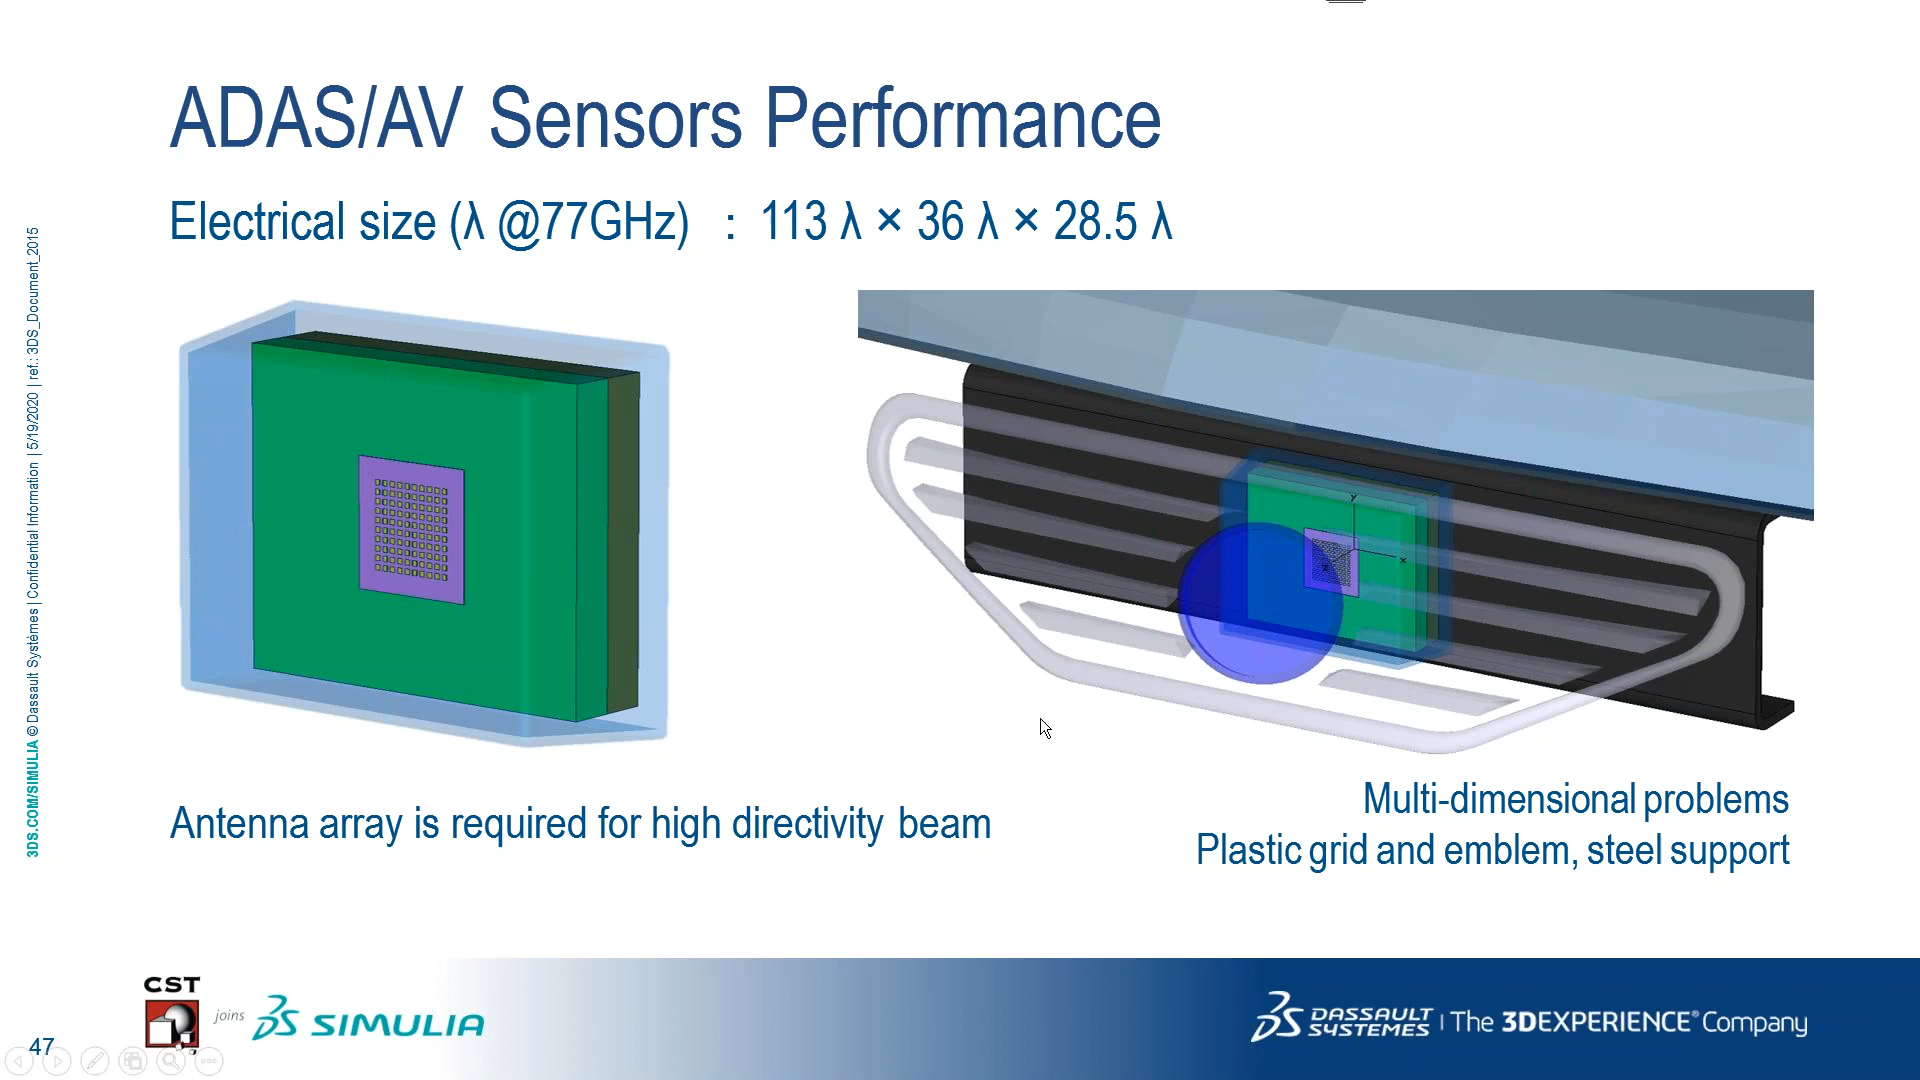 ADAS/AV Sensors Performance
Electrical size (λ @77GHz) : 113 λ × 36 λ × 28.5 λ
3DS.COM/SIMULIA © Dassault Systèmes | Confidential Information | 5/19/2020 | ref.: 3DS_Document_2015
y
x
z
Antenna array is required for high directivity beam
Multi-dimensional problems
Plastic grid and emblem, steel support
CST
joins
SIMULIA
DASSAULT SYSTEMES | The 3DEXPERIENCE® Company
47